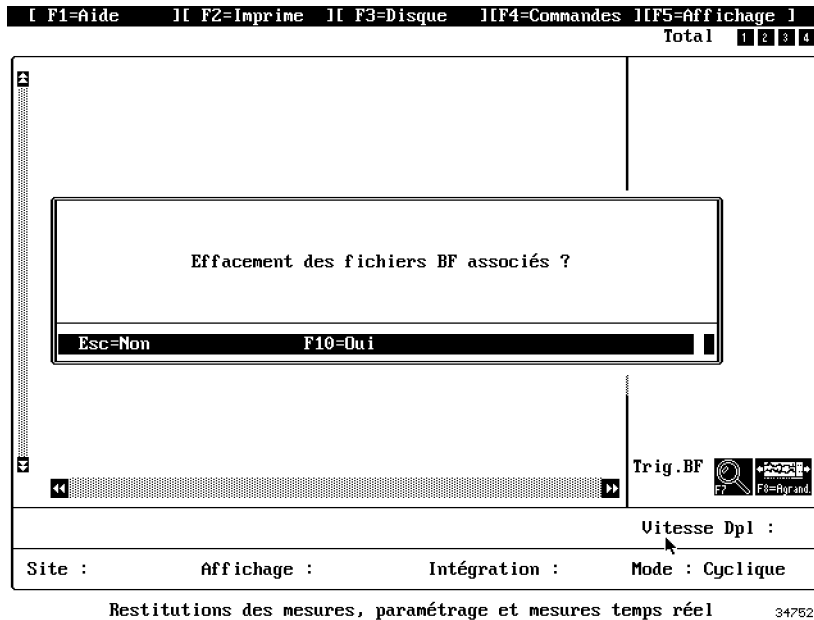 [ F1=Aide ][ F2=Imprime ][ F3=Disque ][F4=Commandes ][F5=Affichage ]
Total 1 2 3 4
Effacement des fichiers BF associés ?
Esc=Non F10=Oui
Trig.BF F7 F8=Agrand.
Vitesse Dpl :
Site : Affichage : Intégration : Mode : Cyclique
Restitutions des mesures, paramétrage et mesures temps réel 34752